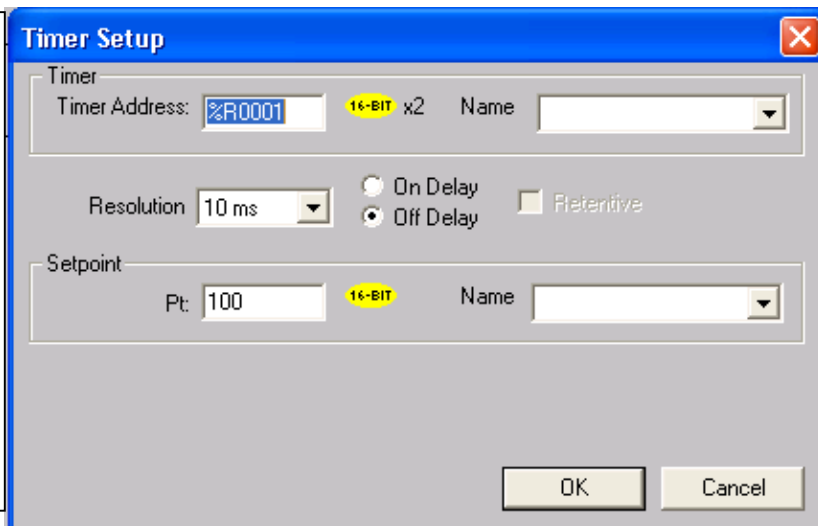 Timer Setup
Timer
Timer Address: %R0001 16-BIT x2 Name
Resolution 10 ms On Delay
Off Delay Retentive
Setpoint
Pt: 100 16-BIT Name
OK Cancel